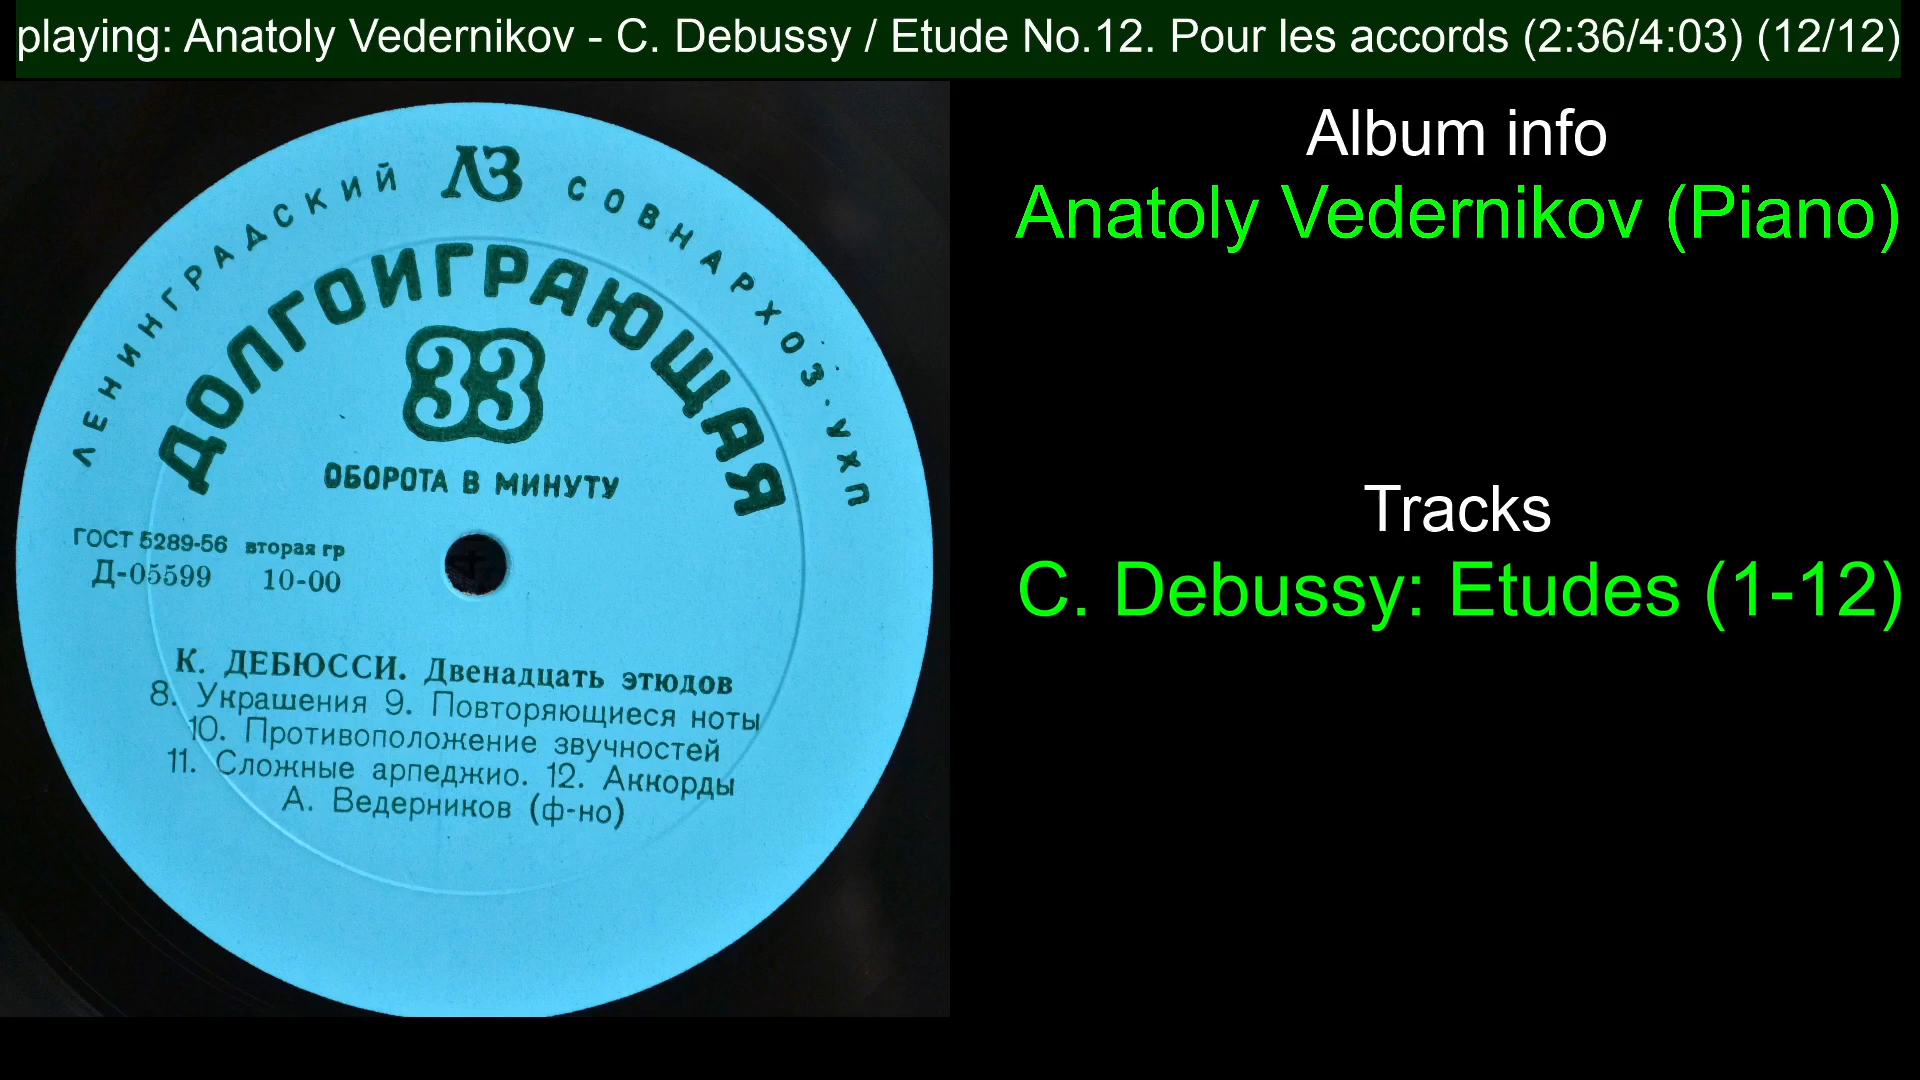 playing: Anatoly Vedernikov - C. Debussy / Etude No.12. Pour les accords (2:36/4:03) (12/12)
ЛЕНИНГРАДСКИЙ ЛЗ СОВНАРХОЗ·УХП
ДОЛГОИГРАЮЩАЯ
33
ОБОРОТА В МИНУТУ
ГОСТ 5289-56 вторая гр
Д-05599 10-00
К. ДЕБЮССИ. Двенадцать этюдов
8. Украшения 9. Повторяющиеся ноты
10. Противоположение звучностей
11. Сложные арпеджио. 12. Аккорды
А. Ведерников (ф-но)
Album info
Anatoly Vedernikov (Piano)
Tracks
C. Debussy: Etudes (1-12)